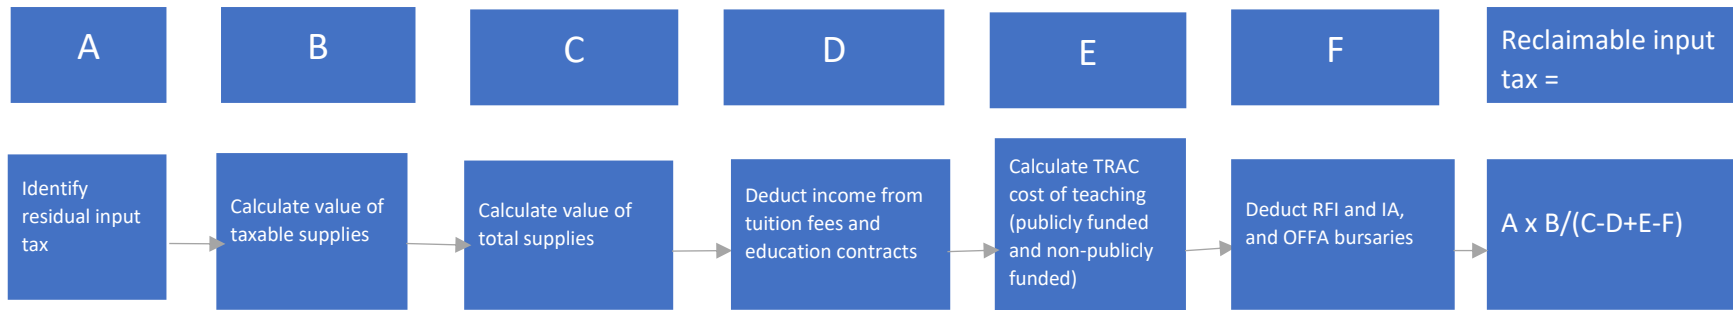 A
B
C
D
E
F
Reclaimable input
tax =
Identify
residual input
tax
Calculate value of
taxable supplies
Calculate value of
total supplies
Deduct income from
tuition fees and
education contracts
Calculate TRAC
cost of teaching
(publicly funded
and non-publicly
funded)
Deduct RFI and IA,
and OFFA bursaries
A x B/(C-D+E-F)